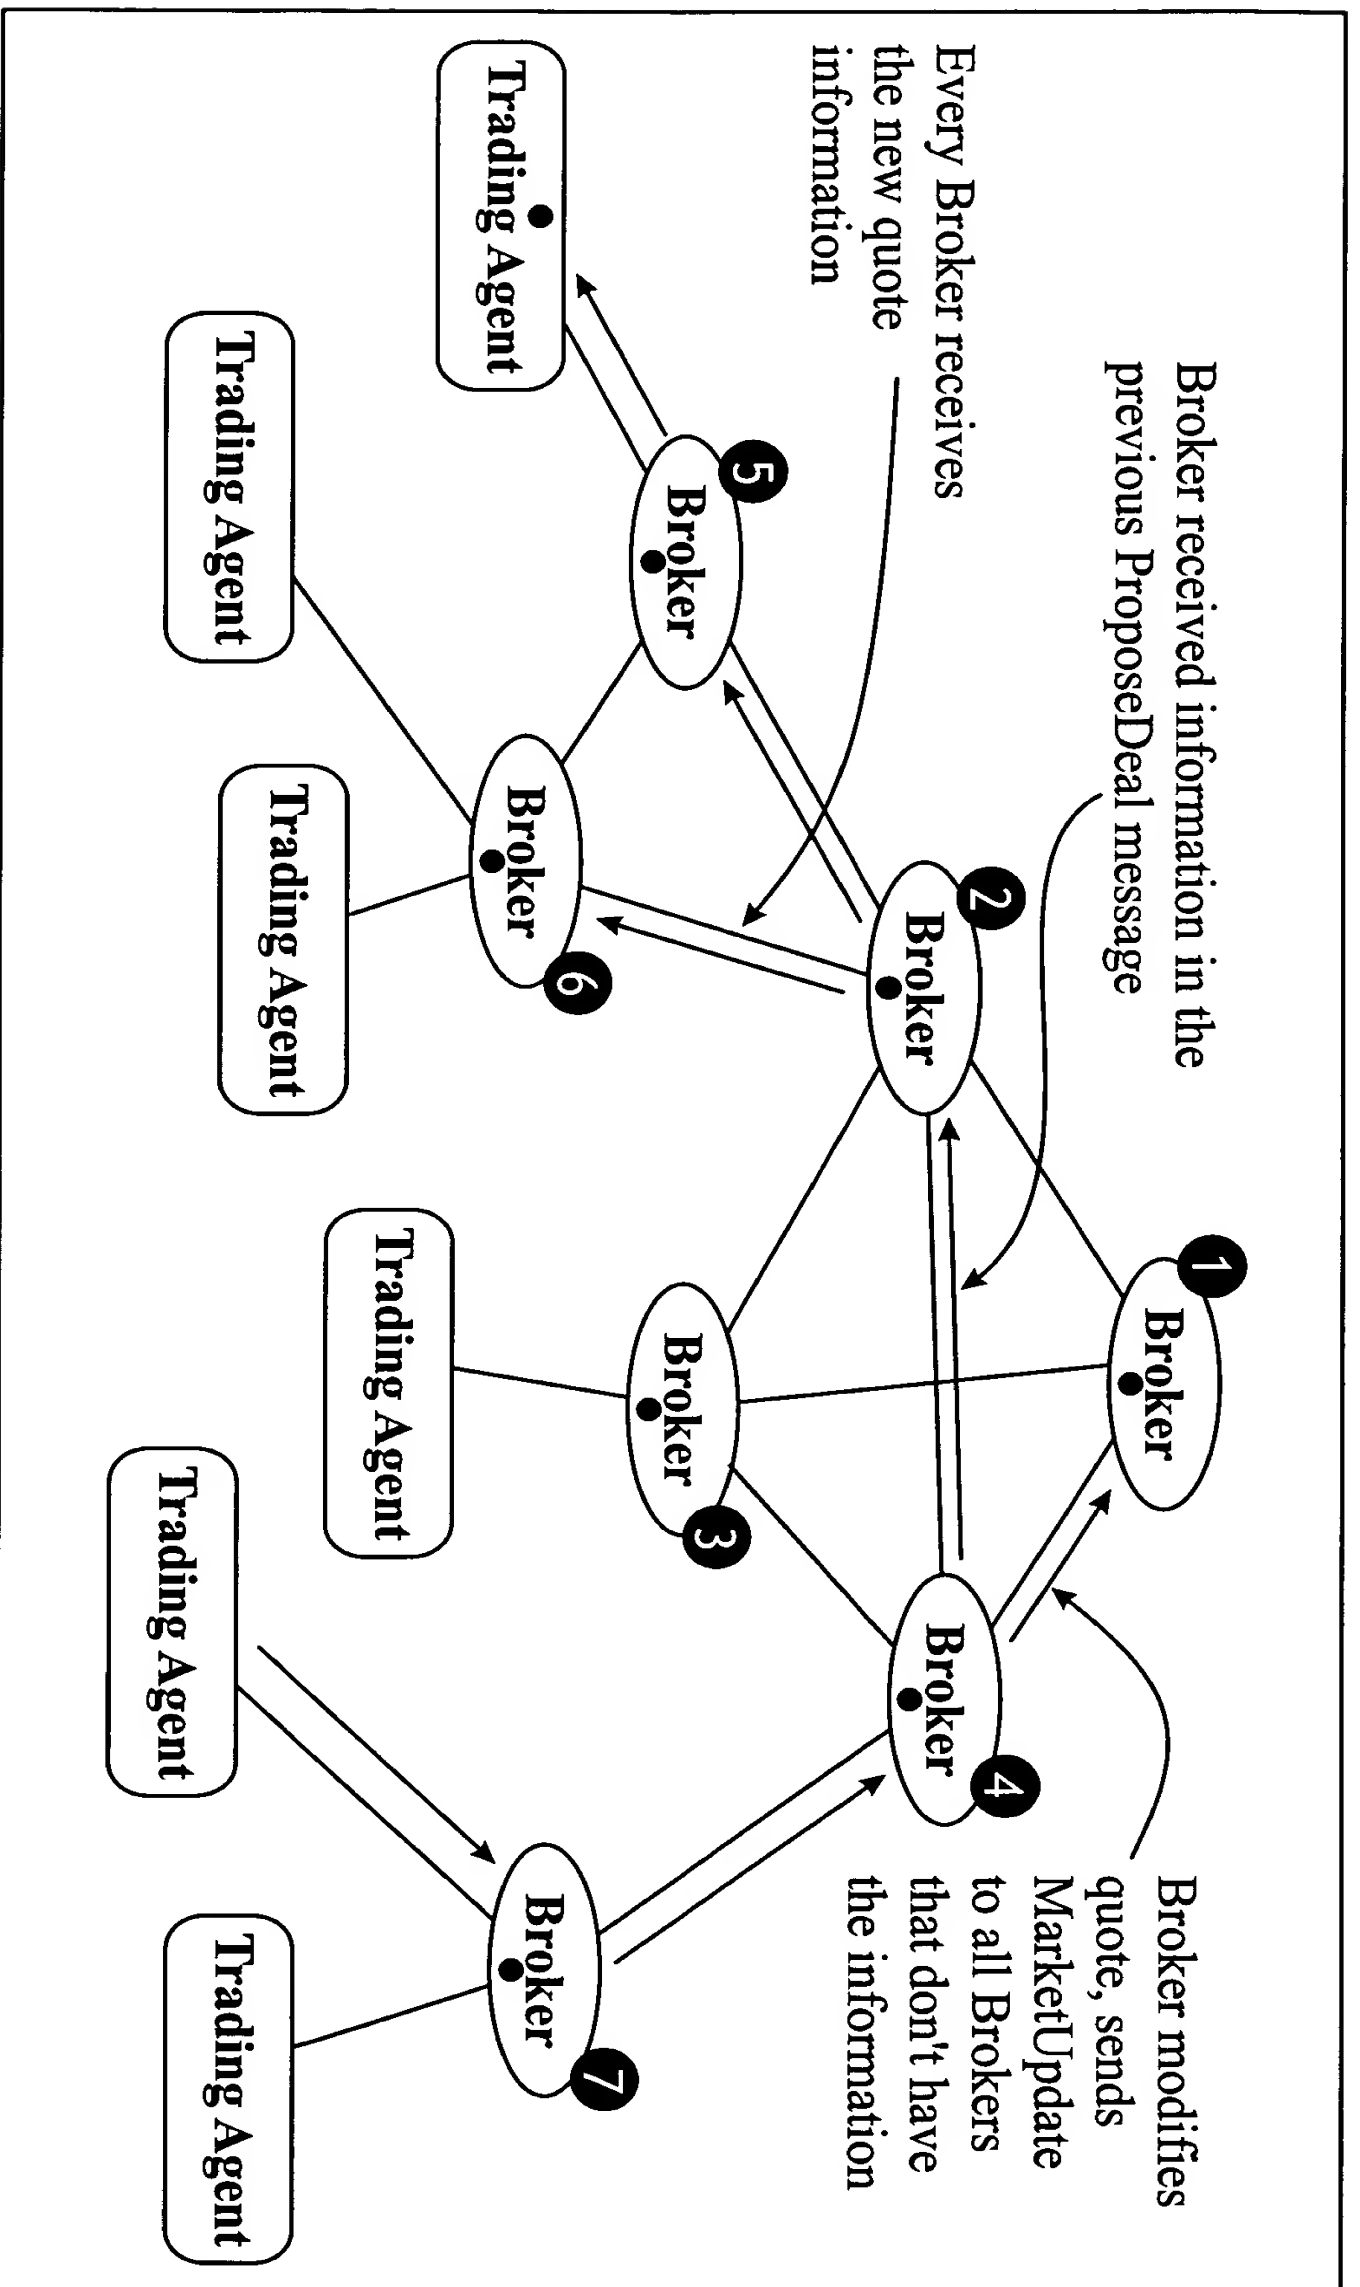 Broker received information in the
previous ProposeDeal message
Broker modifies
quote, sends
MarketUpdate
to all Brokers
that don't have
the information
Every Broker receives
the new quote
information
1
Broker
2
Broker
4
Broker
5
Broker
3
Broker
6
Broker
7
Broker
Trading Agent
Trading Agent
Trading Agent
Trading Agent
Trading Agent
Trading Agent